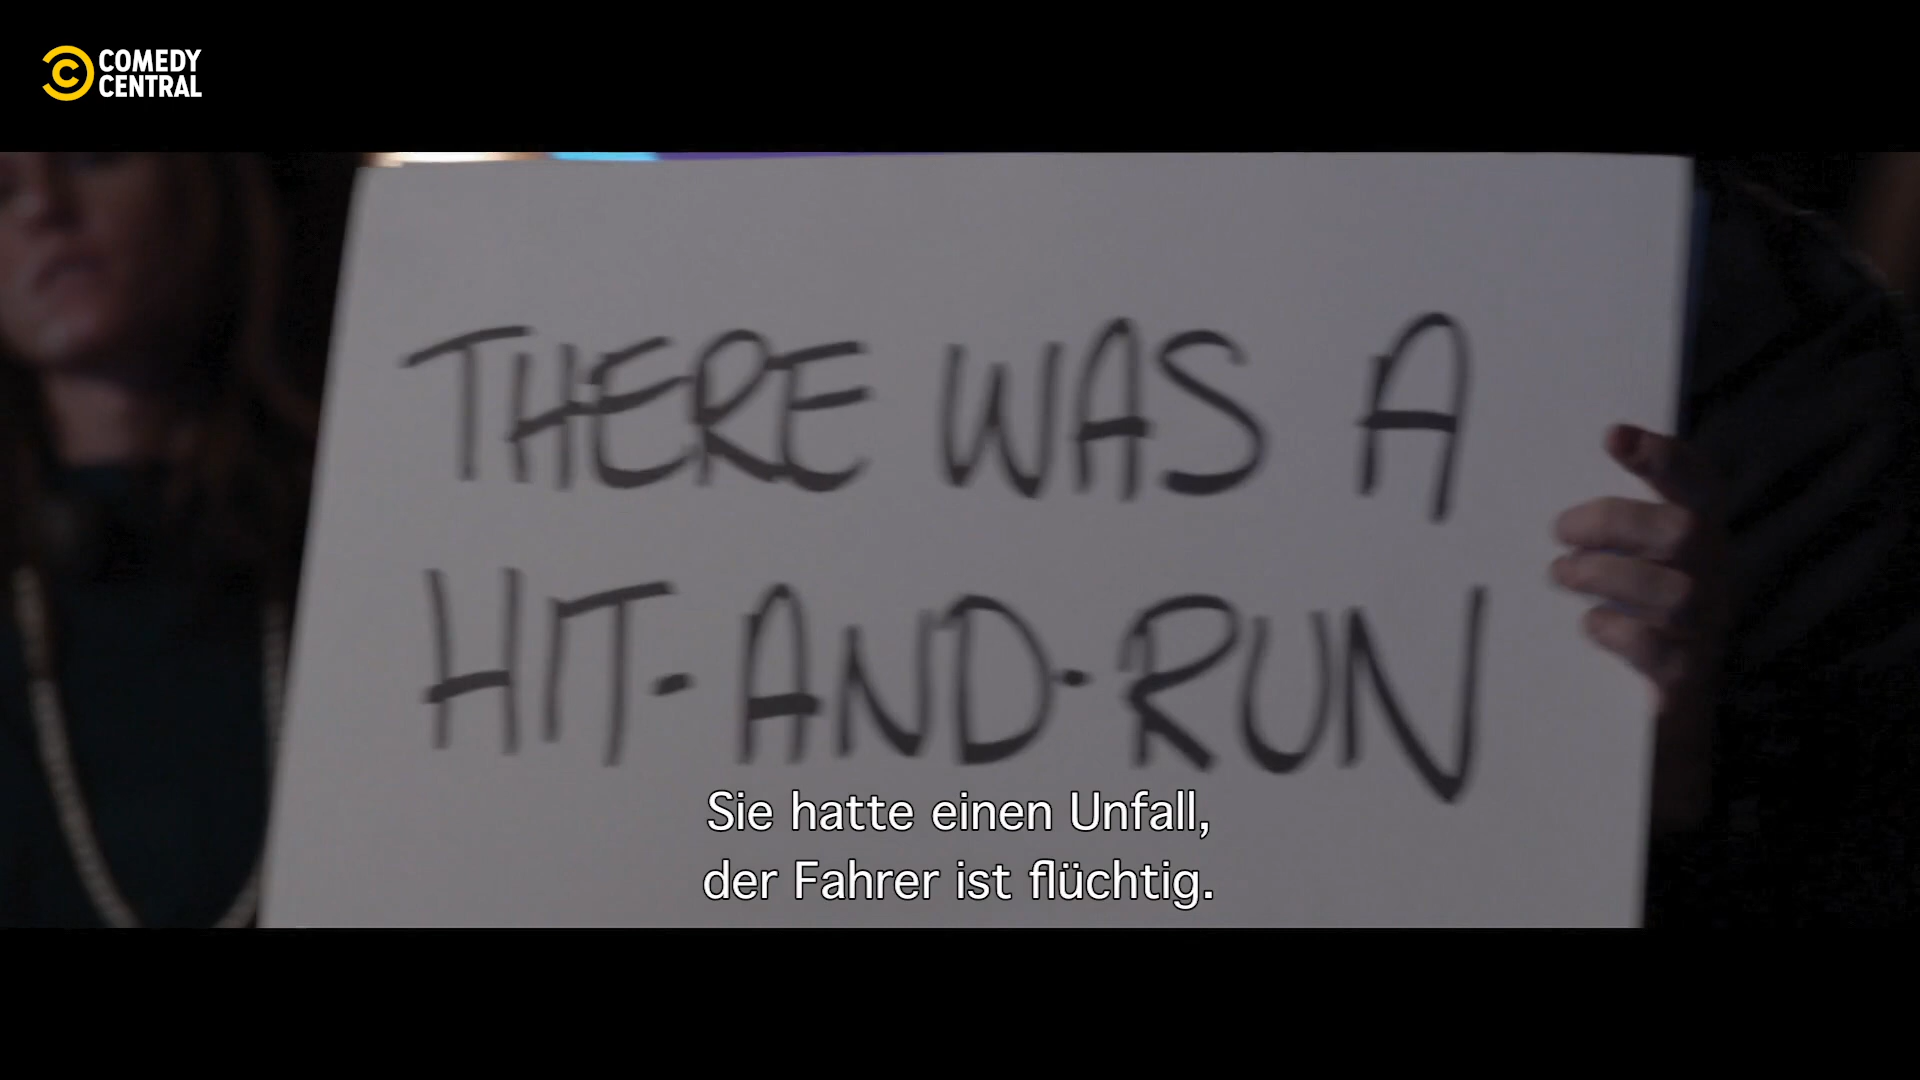 COMEDY
CENTRAL
THERE WAS A
HIT-AND-RUN
Sie hatte einen Unfall,
der Fahrer ist flüchtig.